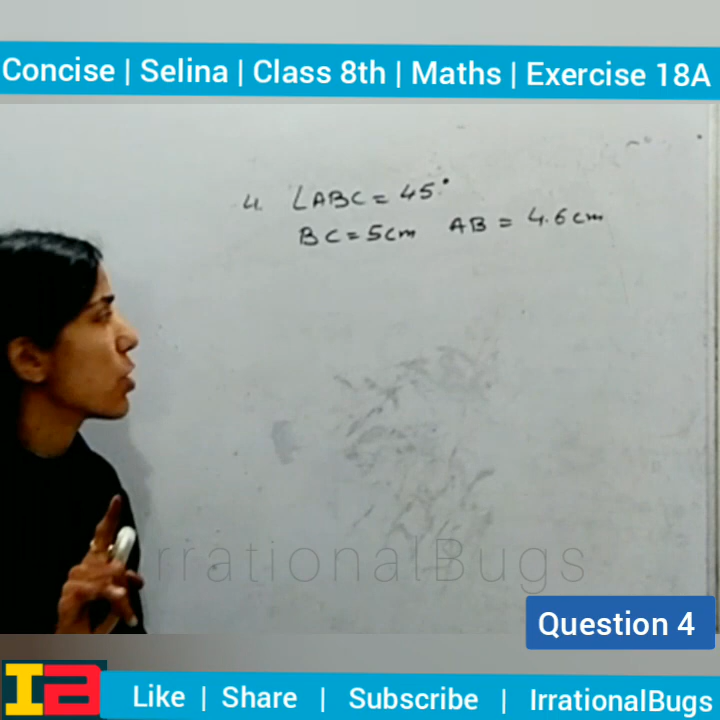 Concise | Selina | Class 8th | Maths | Exercise 18A
4. ∠ABC = 45°
BC = 5cm AB = 4.6cm
IrrationalBugs
Question 4
IB
Like | Share | Subscribe | IrrationalBugs